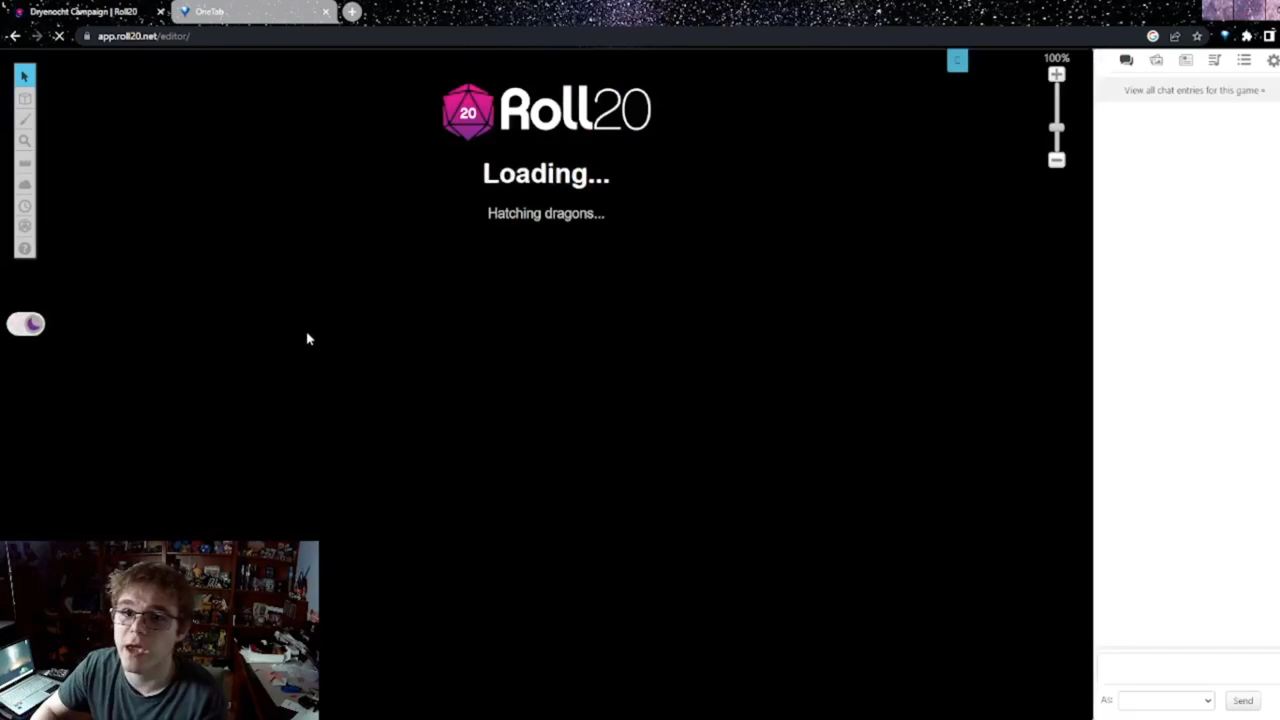 Dryenocht Campaign | Roll20
OneTab
app.roll20.net/editor/
100%
20
Roll20
Loading...
Hatching dragons...
View all chat entries for this game »
As:
Send